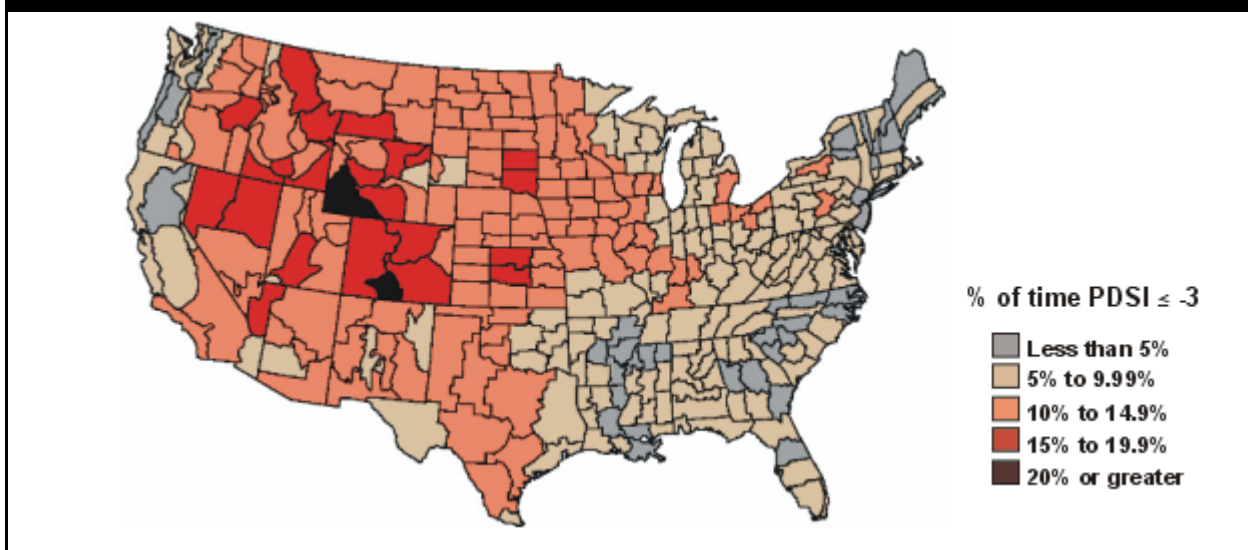 % of time PDSI ≤ -3
Less than 5%
5% to 9.99%
10% to 14.9%
15% to 19.9%
20% or greater